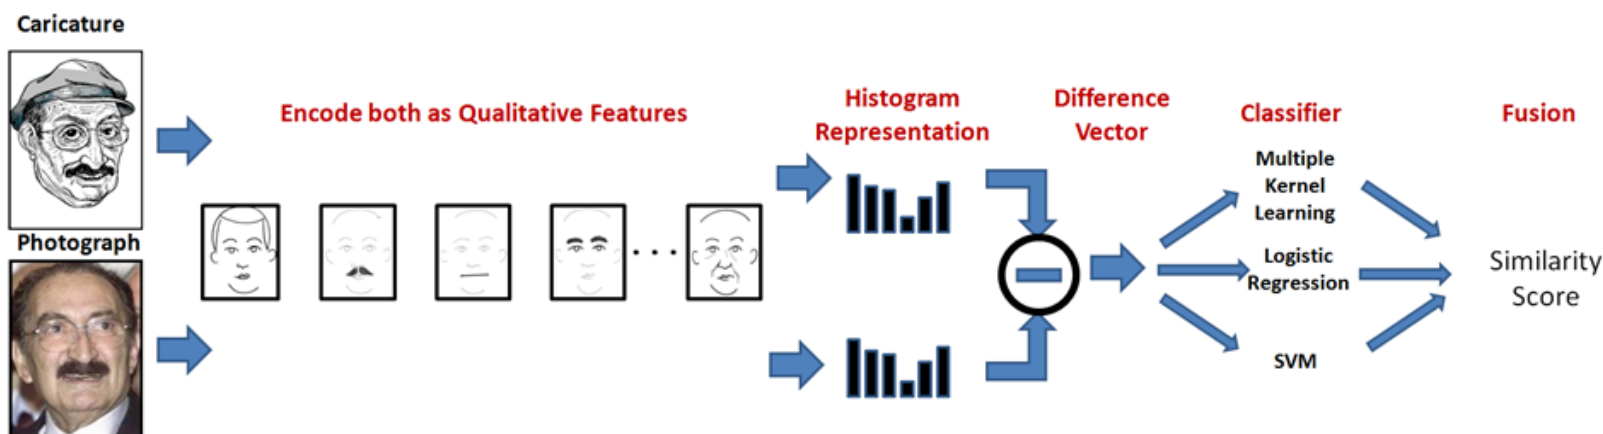 Caricature
Photograph
Encode both as Qualitative Features
Histogram
Representation
Difference
Vector
Classifier
Multiple
Kernel
Learning
Logistic
Regression
SVM
Fusion
Similarity
Score